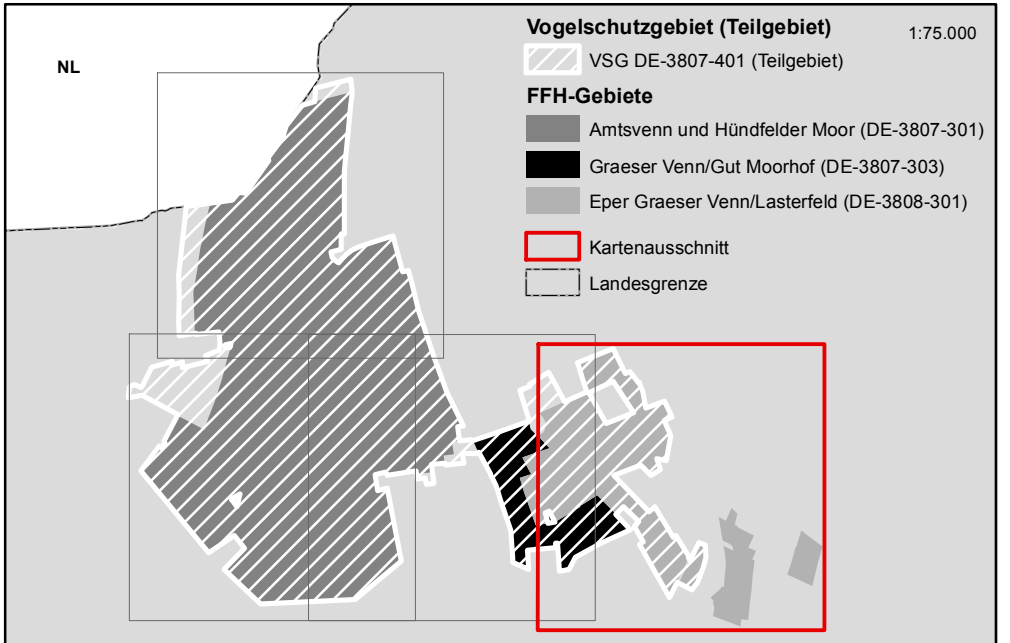 Vogelschutzgebiet (Teilgebiet)
1:75.000
NL
VSG DE-3807-401 (Teilgebiet)
FFH-Gebiete
Amtsvenn und Hündfelder Moor (DE-3807-301)
Graeser Venn/Gut Moorhof (DE-3807-303)
Eper Graeser Venn/Lasterfeld (DE-3808-301)
Kartenausschnitt
Landesgrenze